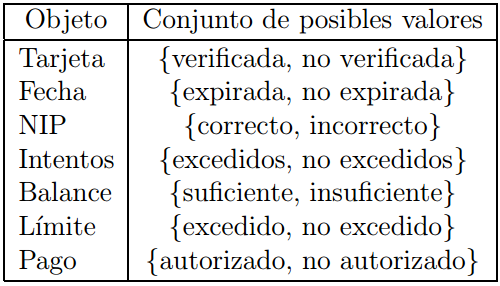 Objeto Conjunto de posibles valores
Tarjeta {verificada, no verificada}
Fecha {expirada, no expirada}
NIP {correcto, incorrecto}
Intentos {excedidos, no excedidos}
Balance {suficiente, insuficiente}
Límite {excedido, no excedido}
Pago {autorizado, no autorizado}